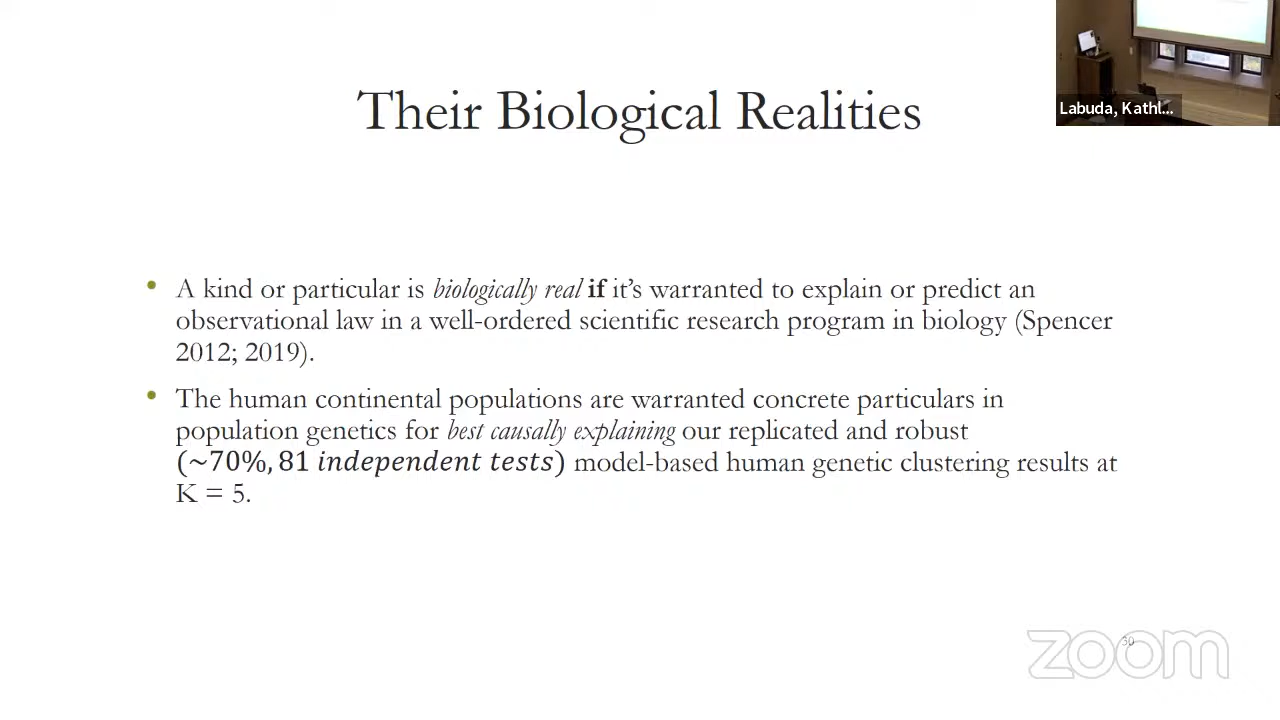 Their Biological Realities
Labuda, Kathl...
• A kind or particular is biologically real if it’s warranted to explain or predict an
observational law in a well-ordered scientific research program in biology (Spencer
2012; 2019).
• The human continental populations are warranted concrete particulars in
population genetics for best causally explaining our replicated and robust
(~70%, 81 independent tests) model-based human genetic clustering results at
K = 5.
30
zoom